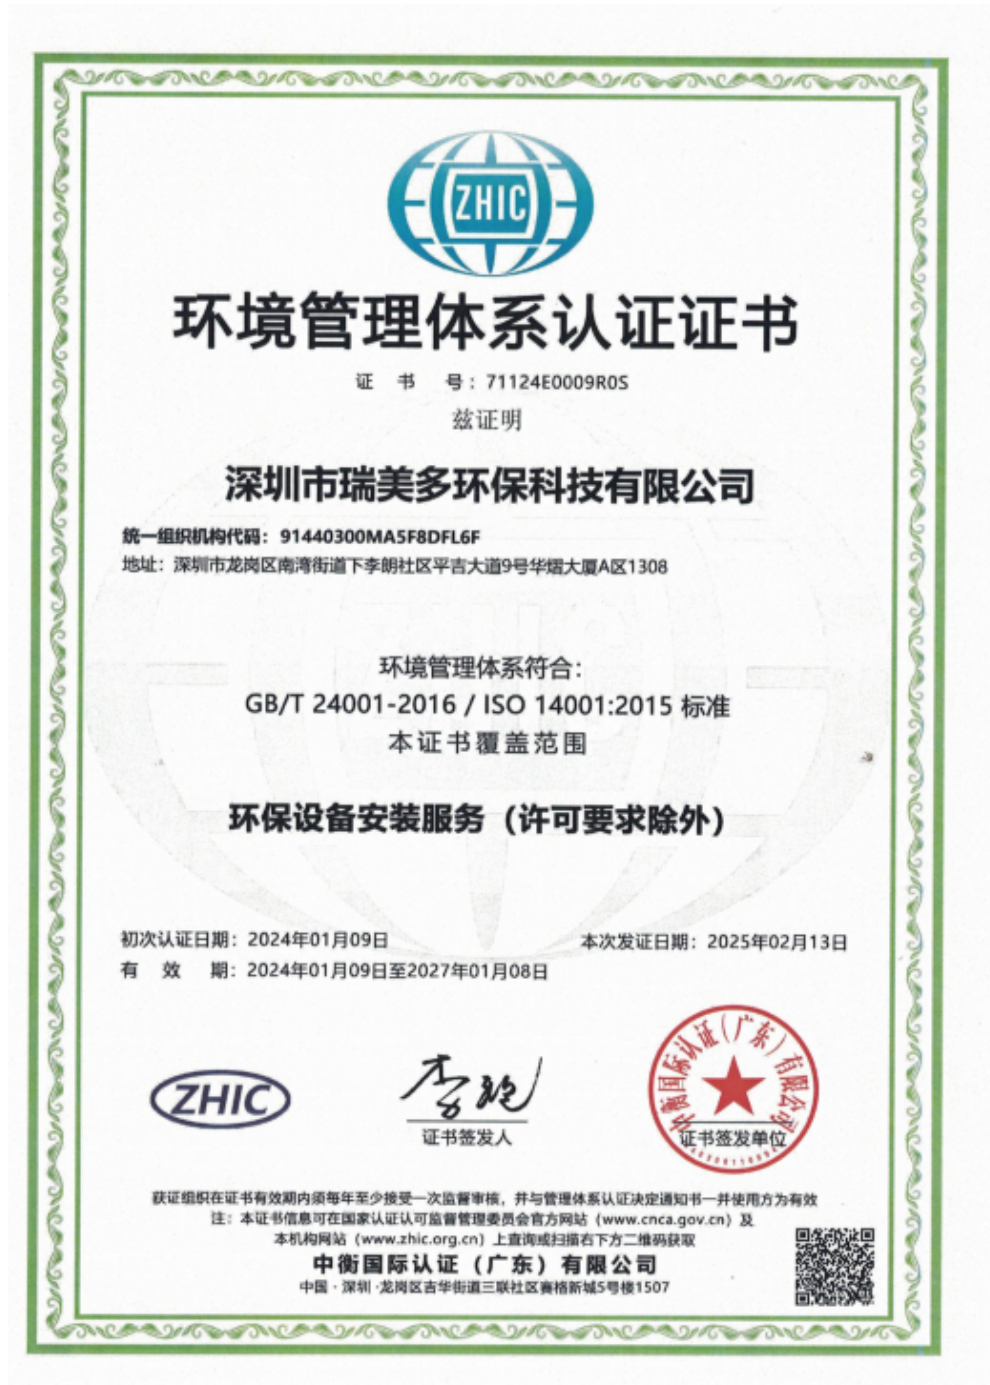 ZHIC
环境管理体系认证证书
证 书 号：71124E0009R0S
兹证明
深圳市瑞美多环保科技有限公司
统一组织机构代码：91440300MA5F8DFL6F
地址：深圳市龙岗区南湾街道下李朗社区平吉大道9号华熠大厦A区1308
环境管理体系符合：
GB/T 24001-2016 / ISO 14001:2015 标准
本证书覆盖范围
环保设备安装服务（许可要求除外）
初次认证日期：2024年01月09日
本次发证日期：2025年02月13日
有 效 期：2024年01月09日至2027年01月08日
ZHIC
证书签发人
中衡国际认证（广东）有限公司
证书签发单位
获证组织在证书有效期内须每年至少接受一次监督审核，并与管理体系认证决定通知书一并使用方为有效
注：本证书信息可在国家认证认可监督管理委员会官方网站（www.cnca.gov.cn）及
本机构网站（www.zhic.org.cn）上查询或扫描右下方二维码获取
中衡国际认证（广东）有限公司
中国·深圳·龙岗区吉华街道三联社区赛格新城5号楼1507